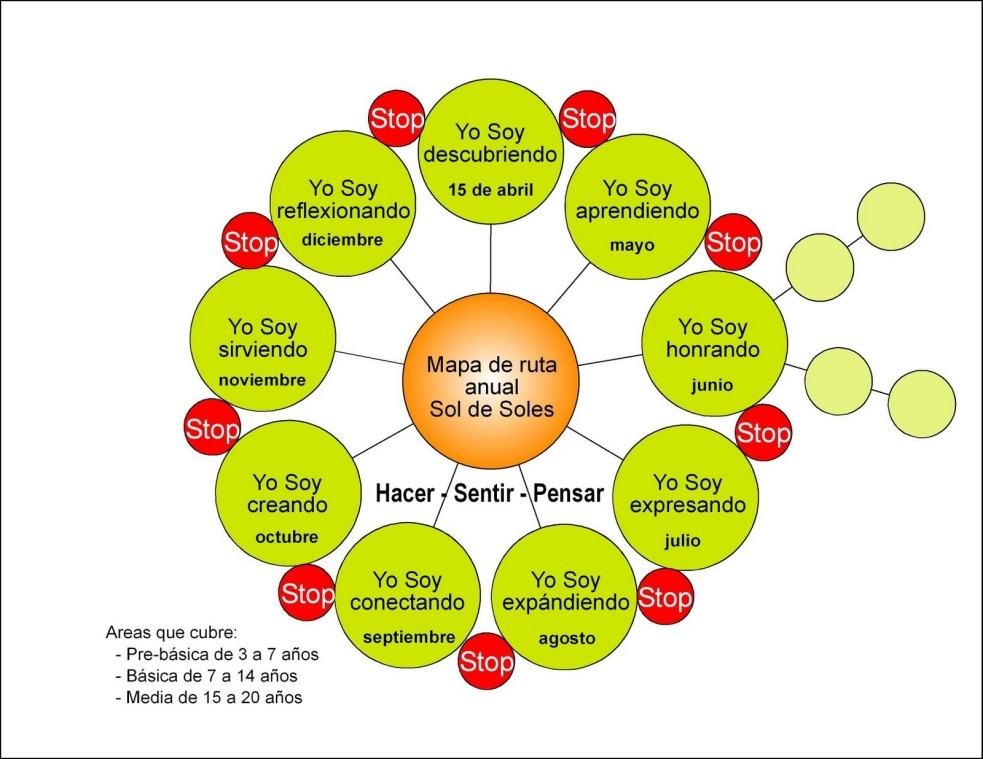 Stop
Yo Soy
descubriendo
15 de abril
Stop
Yo Soy
aprendiendo
mayo
Stop
Yo Soy
honrando
junio
Stop
Yo Soy
expresando
julio
Stop
Yo Soy
expándiendo
agosto
Stop
Yo Soy
conectando
septiembre
Stop
Yo Soy
creando
octubre
Stop
Yo Soy
sirviendo
noviembre
Stop
Yo Soy
reflexionando
diciembre
Mapa de ruta
anual
Sol de Soles
Hacer - Sentir - Pensar
Areas que cubre:
- Pre-básica de 3 a 7 años
- Básica de 7 a 14 años
- Media de 15 a 20 años